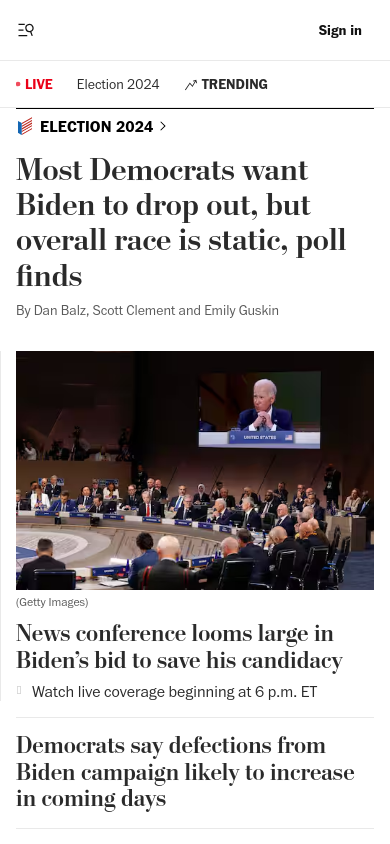 Sign in
LIVE
Election 2024
TRENDING
ELECTION 2024
Most Democrats want
Biden to drop out, but
overall race is static, poll
finds
By Dan Balz, Scott Clement and Emily Guskin
UNITED STATES
(Getty Images)
News conference looms large in
Biden’s bid to save his candidacy
Watch live coverage beginning at 6 p.m. ET
Democrats say defections from
Biden campaign likely to increase
in coming days